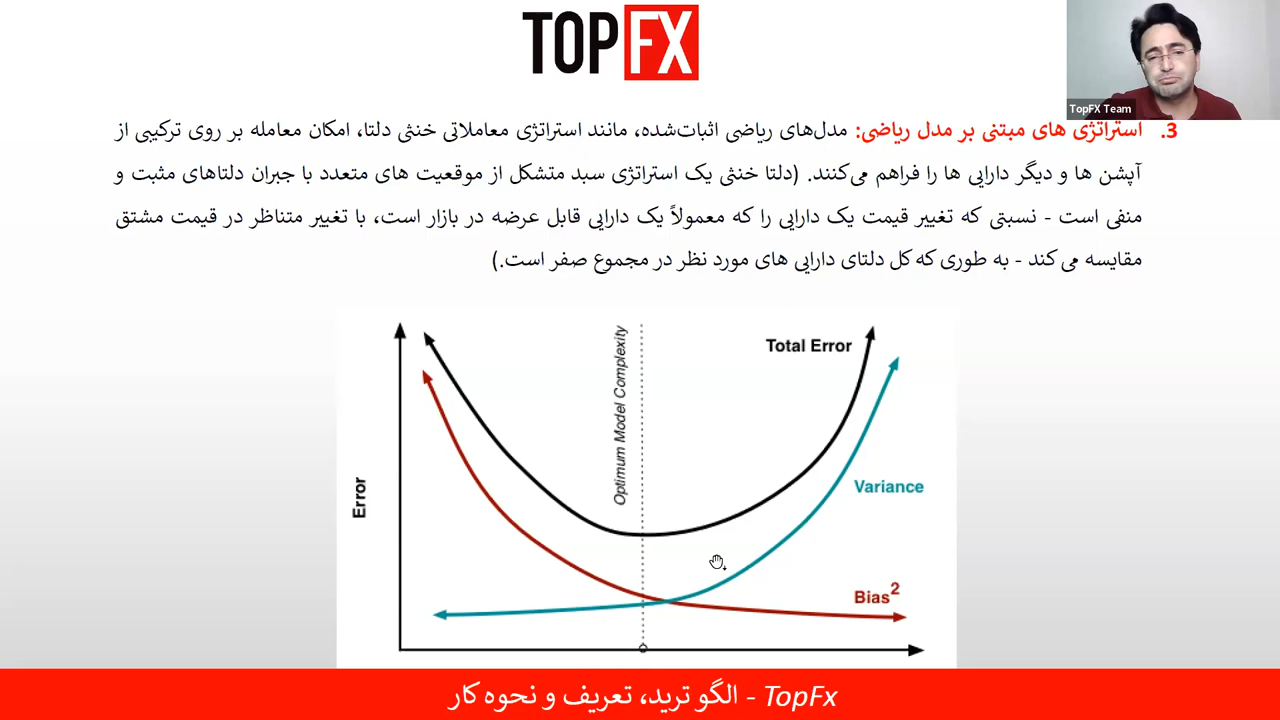 TOPFX
TopFX Team
3. استراتژی های مبتنی بر مدل ریاضی: مدل‌های ریاضی اثبات‌شده، مانند استراتژی معاملاتی خنثی دلتا، امکان معامله بر روی ترکیبی از
آپشن ها و دیگر دارایی ها را فراهم می‌کنند. (دلتا خنثی یک استراتژی سبد متشکل از موقعیت های متعدد با جبران دلتاهای مثبت و
منفی است - نسبتی که تغییر قیمت یک دارایی را که معمولاً یک دارایی قابل عرضه در بازار است، با تغییر متناظر در قیمت مشتق
مقایسه می کند - به طوری که کل دلتای دارایی های مورد نظر در مجموع صفر است.)
Total Error
Optimum Model Complexity
Variance
Error
Bias²
TopFx - الگو ترید، تعریف و نحوه کار